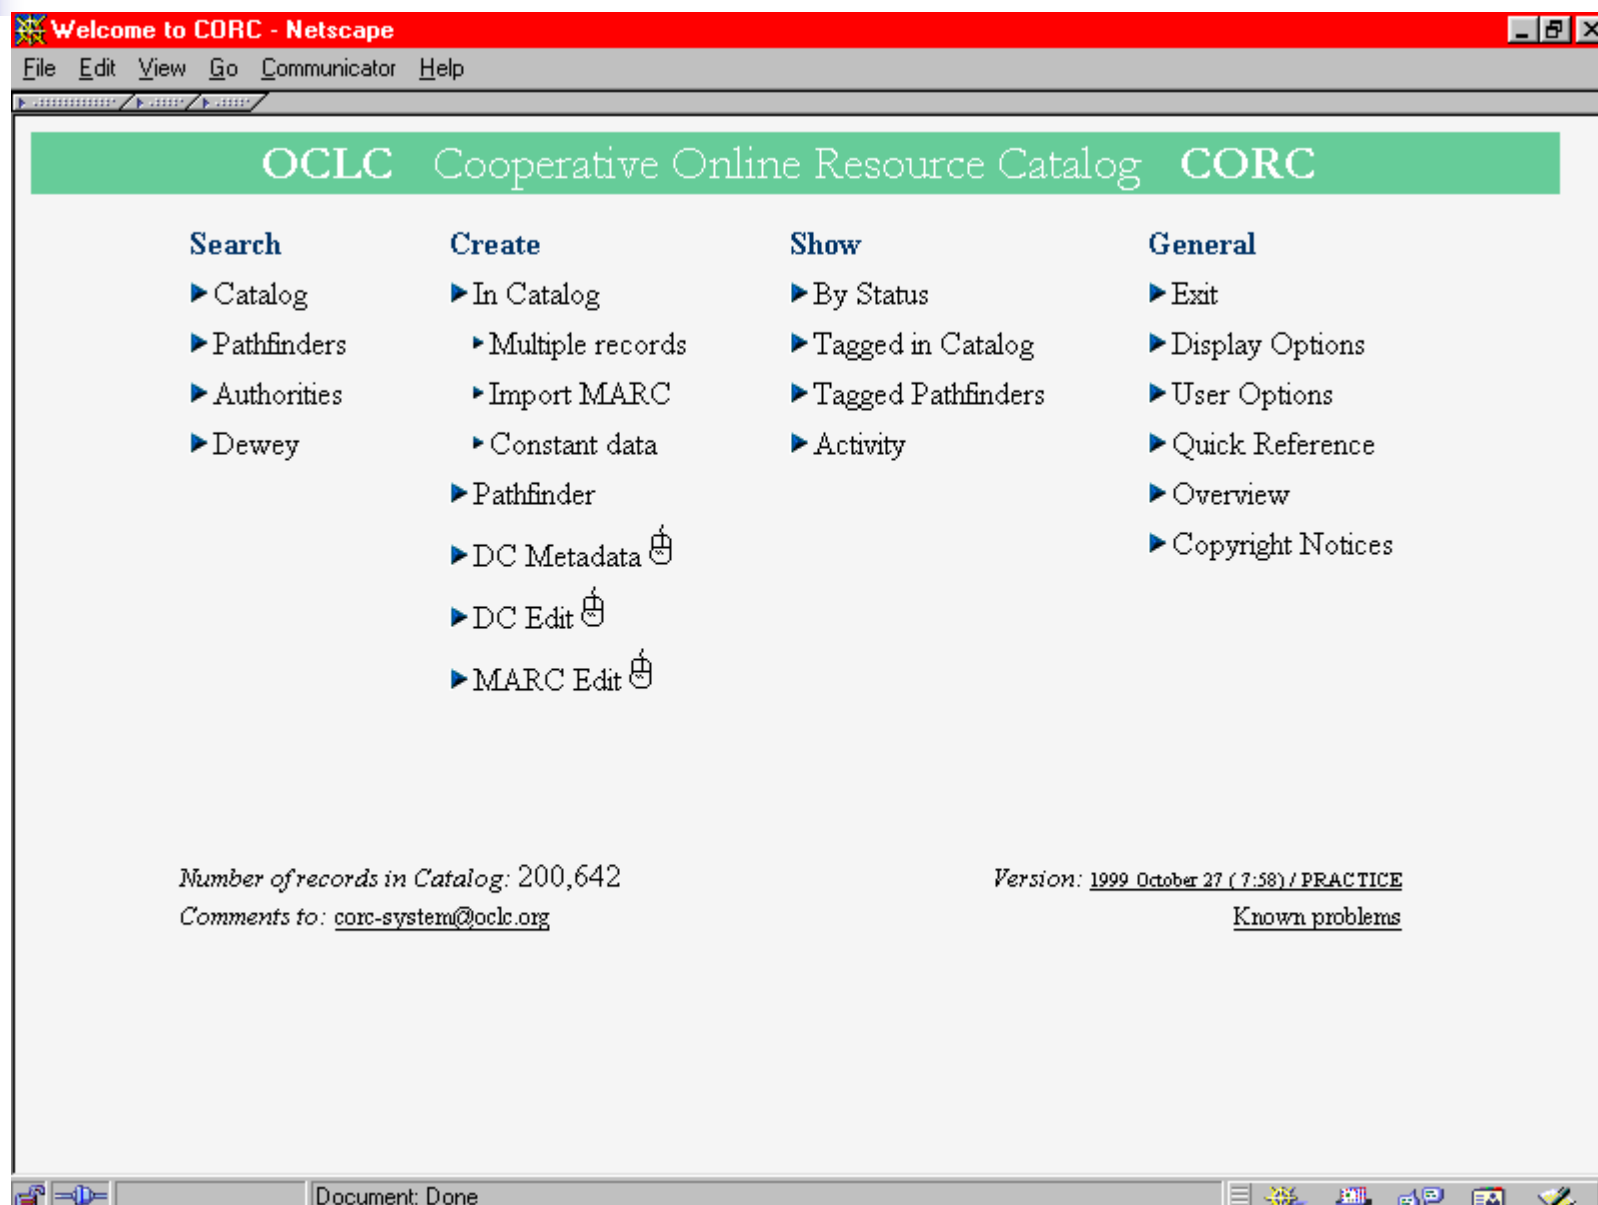 Welcome to CORC - Netscape
File Edit View Go Communicator Help
OCLC Cooperative Online Resource Catalog CORC
Search
Catalog
Pathfinders
Authorities
Dewey
Create
In Catalog
Multiple records
Import MARC
Constant data
Pathfinder
DC Metadata
DC Edit
MARC Edit
Show
By Status
Tagged in Catalog
Tagged Pathfinders
Activity
General
Exit
Display Options
User Options
Quick Reference
Overview
Copyright Notices
Number of records in Catalog: 200,642
Comments to: corc-system@oclc.org
Version: 1999 October 27 ( 7:58) / PRACTICE
Known problems
Document: Done